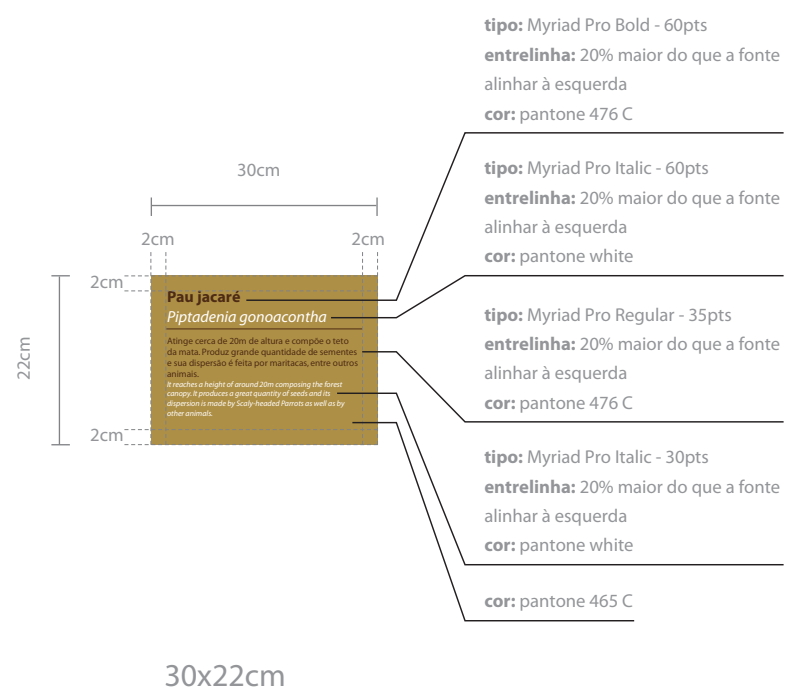 tipo: Myriad Pro Bold - 60pts
entrelinha: 20% maior do que a fonte
alinhar à esquerda
cor: pantone 476 C
30cm
tipo: Myriad Pro Italic - 60pts
entrelinha: 20% maior do que a fonte
alinhar à esquerda
cor: pantone white
2cm
2cm
2cm
22cm
2cm
Pau jacaré
Piptadenia gonoacontha
Atinge cerca de 20m de altura e compõe o teto
da mata. Produz grande quantidade de sementes
e sua dispersão é feita por maritacas, entre outros
animais.
It reaches a height of around 20m composing the forest
canopy. It produces a great quantity of seeds and its
dispersion is made by Scaly-headed Parrots as well as by
other animals.
tipo: Myriad Pro Regular - 35pts
entrelinha: 20% maior do que a fonte
alinhar à esquerda
cor: pantone 476 C
tipo: Myriad Pro Italic - 30pts
entrelinha: 20% maior do que a fonte
alinhar à esquerda
cor: pantone white
cor: pantone 465 C
30x22cm